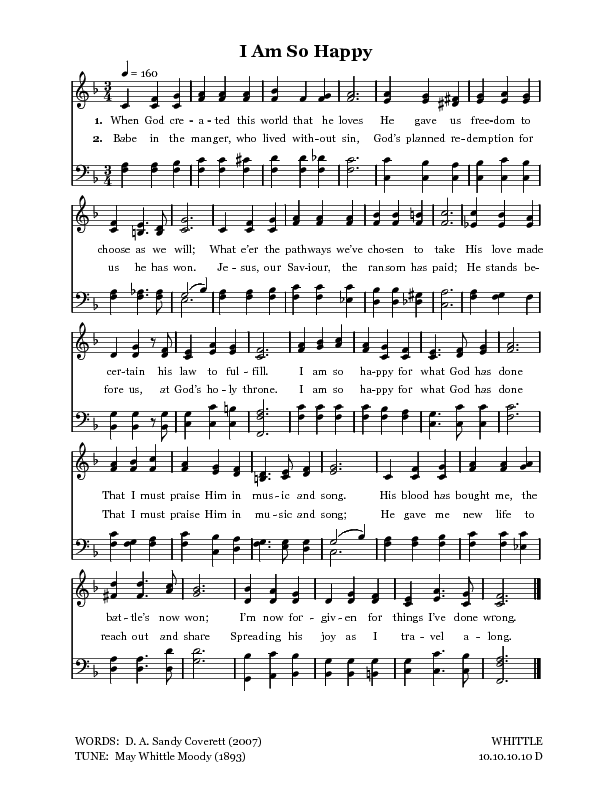 I Am So Happy
= 160
1. When God cre - a - ted this world that he loves He gave us free-dom to
2. Babe in the manger, who lived with-out sin, God's planned re-demption for
choose as we will; What e'er the pathways we've cho-sen to take His love made
us he has won. Je - sus, our Sav-iour, the ransom has paid; He stands be-
cer-tain his law to ful - fill. I am so ha-ppy for what God has done
fore us, at God's ho - ly throne. I am so ha-ppy for what God has done
That I must praise Him in mus - ic and song. His blood has bought me, the
That I must praise Him in mu - sic and song; He gave me new life to
bat - tle's now won; I'm now for - giv - en for things I've done wrong.
reach out and share Spreading his joy as I tra - vel a - long.
WORDS: D. A. Sandy Coverett (2007) WHITTLE
TUNE: May Whittle Moody (1893) 10.10.10.10 D